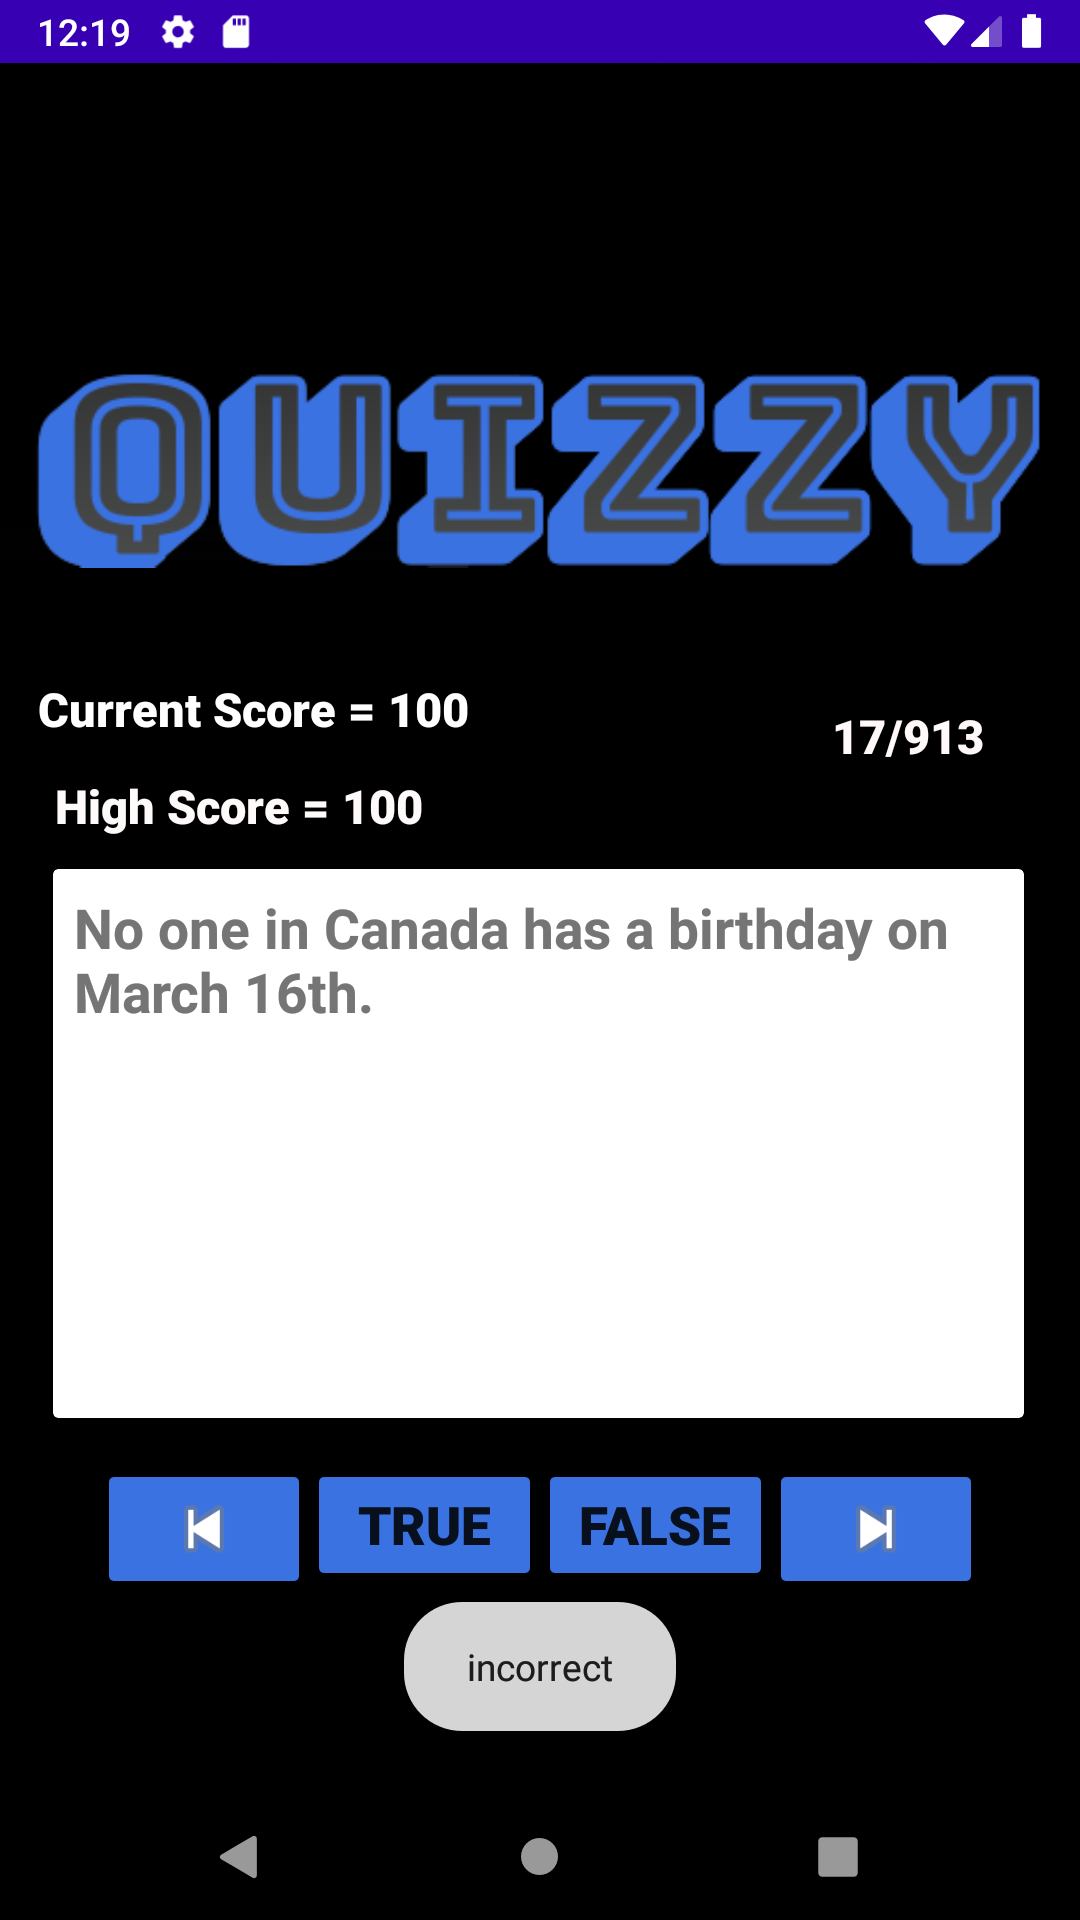 12:19
QUIZZY
Current Score = 100
17/913
High Score = 100
No one in Canada has a birthday on
March 16th.
TRUE
FALSE
incorrect